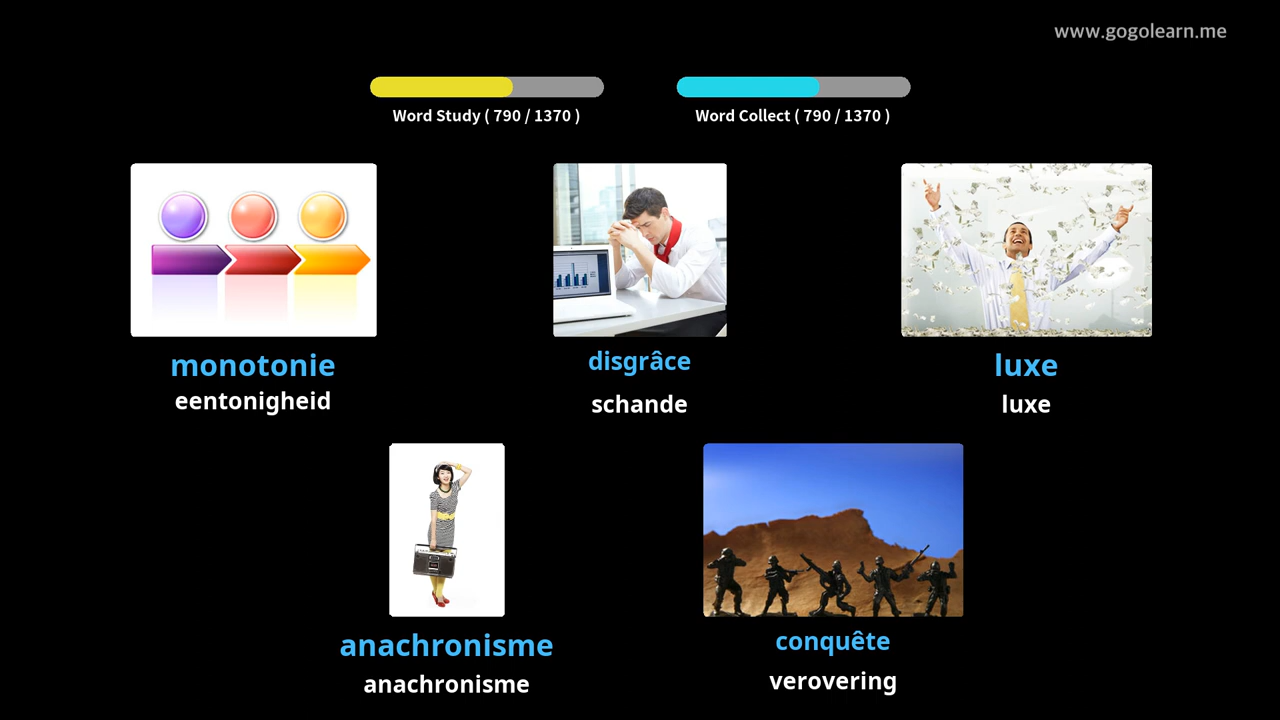 www.gogolearn.me
Word Study ( 790 / 1370 )
Word Collect ( 790 / 1370 )
monotonie
eentonigheid
disgrâce
schande
luxe
luxe
anachronisme
anachronisme
conquête
verovering